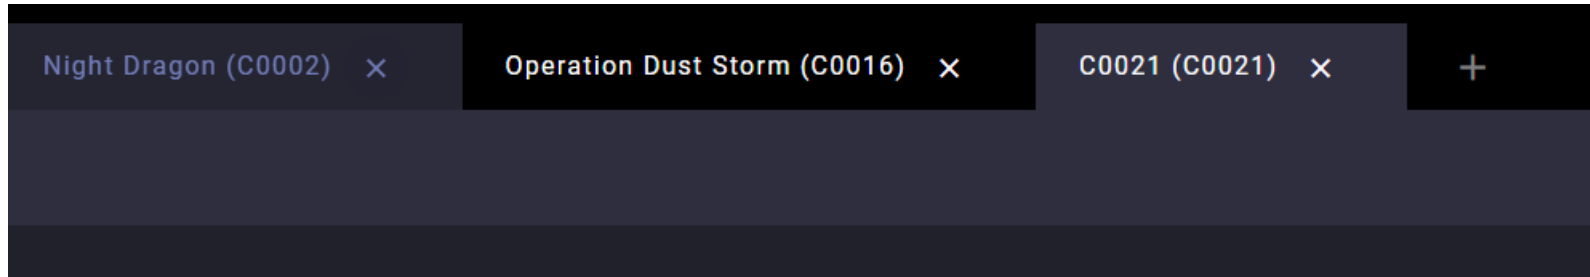 Night Dragon (C0002) × Operation Dust Storm (C0016) × C0021 (C0021) × +